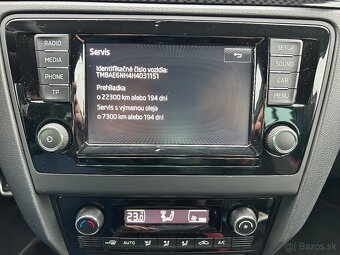 RADIO
MEDIA
PHONE
TP
Servis
Identifikačné číslo vozidla:
TMBAE6NH4H4031151
Prehliadka
o 22300 km alebo 194 dní
Servis s výmenou oleja
o 7300 km alebo 194 dní
SETUP
SOUND
CAR
MENU
23.0
AUTO
A/C
Bazoš.sk